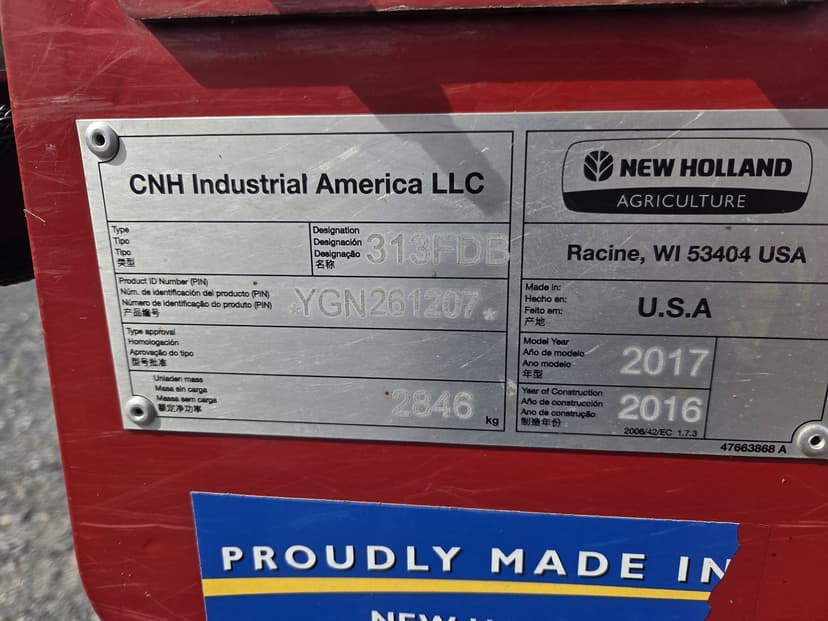 CNH Industrial America LLC
Type
Tipo
Tipo
类型
Designation
Designación
Designação
名称
313FDB
Product ID Number (PIN)
Núm. de identificación del producto (PIN)
Número de identificação do produto (PIN)
产品编号
*YGN261207*
Type approval
Homologación
Aprovação do tipo
型号批准
Unladen mass
Masa sin carga
Massa sem carga
额定净功率
2846 kg
NEW HOLLAND
AGRICULTURE
Racine, WI 53404 USA
Made in:
Hecho en:
Feito em:
产地
U.S.A
Model Year
Año de modelo
Ano modelo
年型
2017
Year of Construction
Año de construcción
Ano de construção
制造年份
2016
2006/42/EC 1.7.3
47663868 A
PROUDLY MADE IN